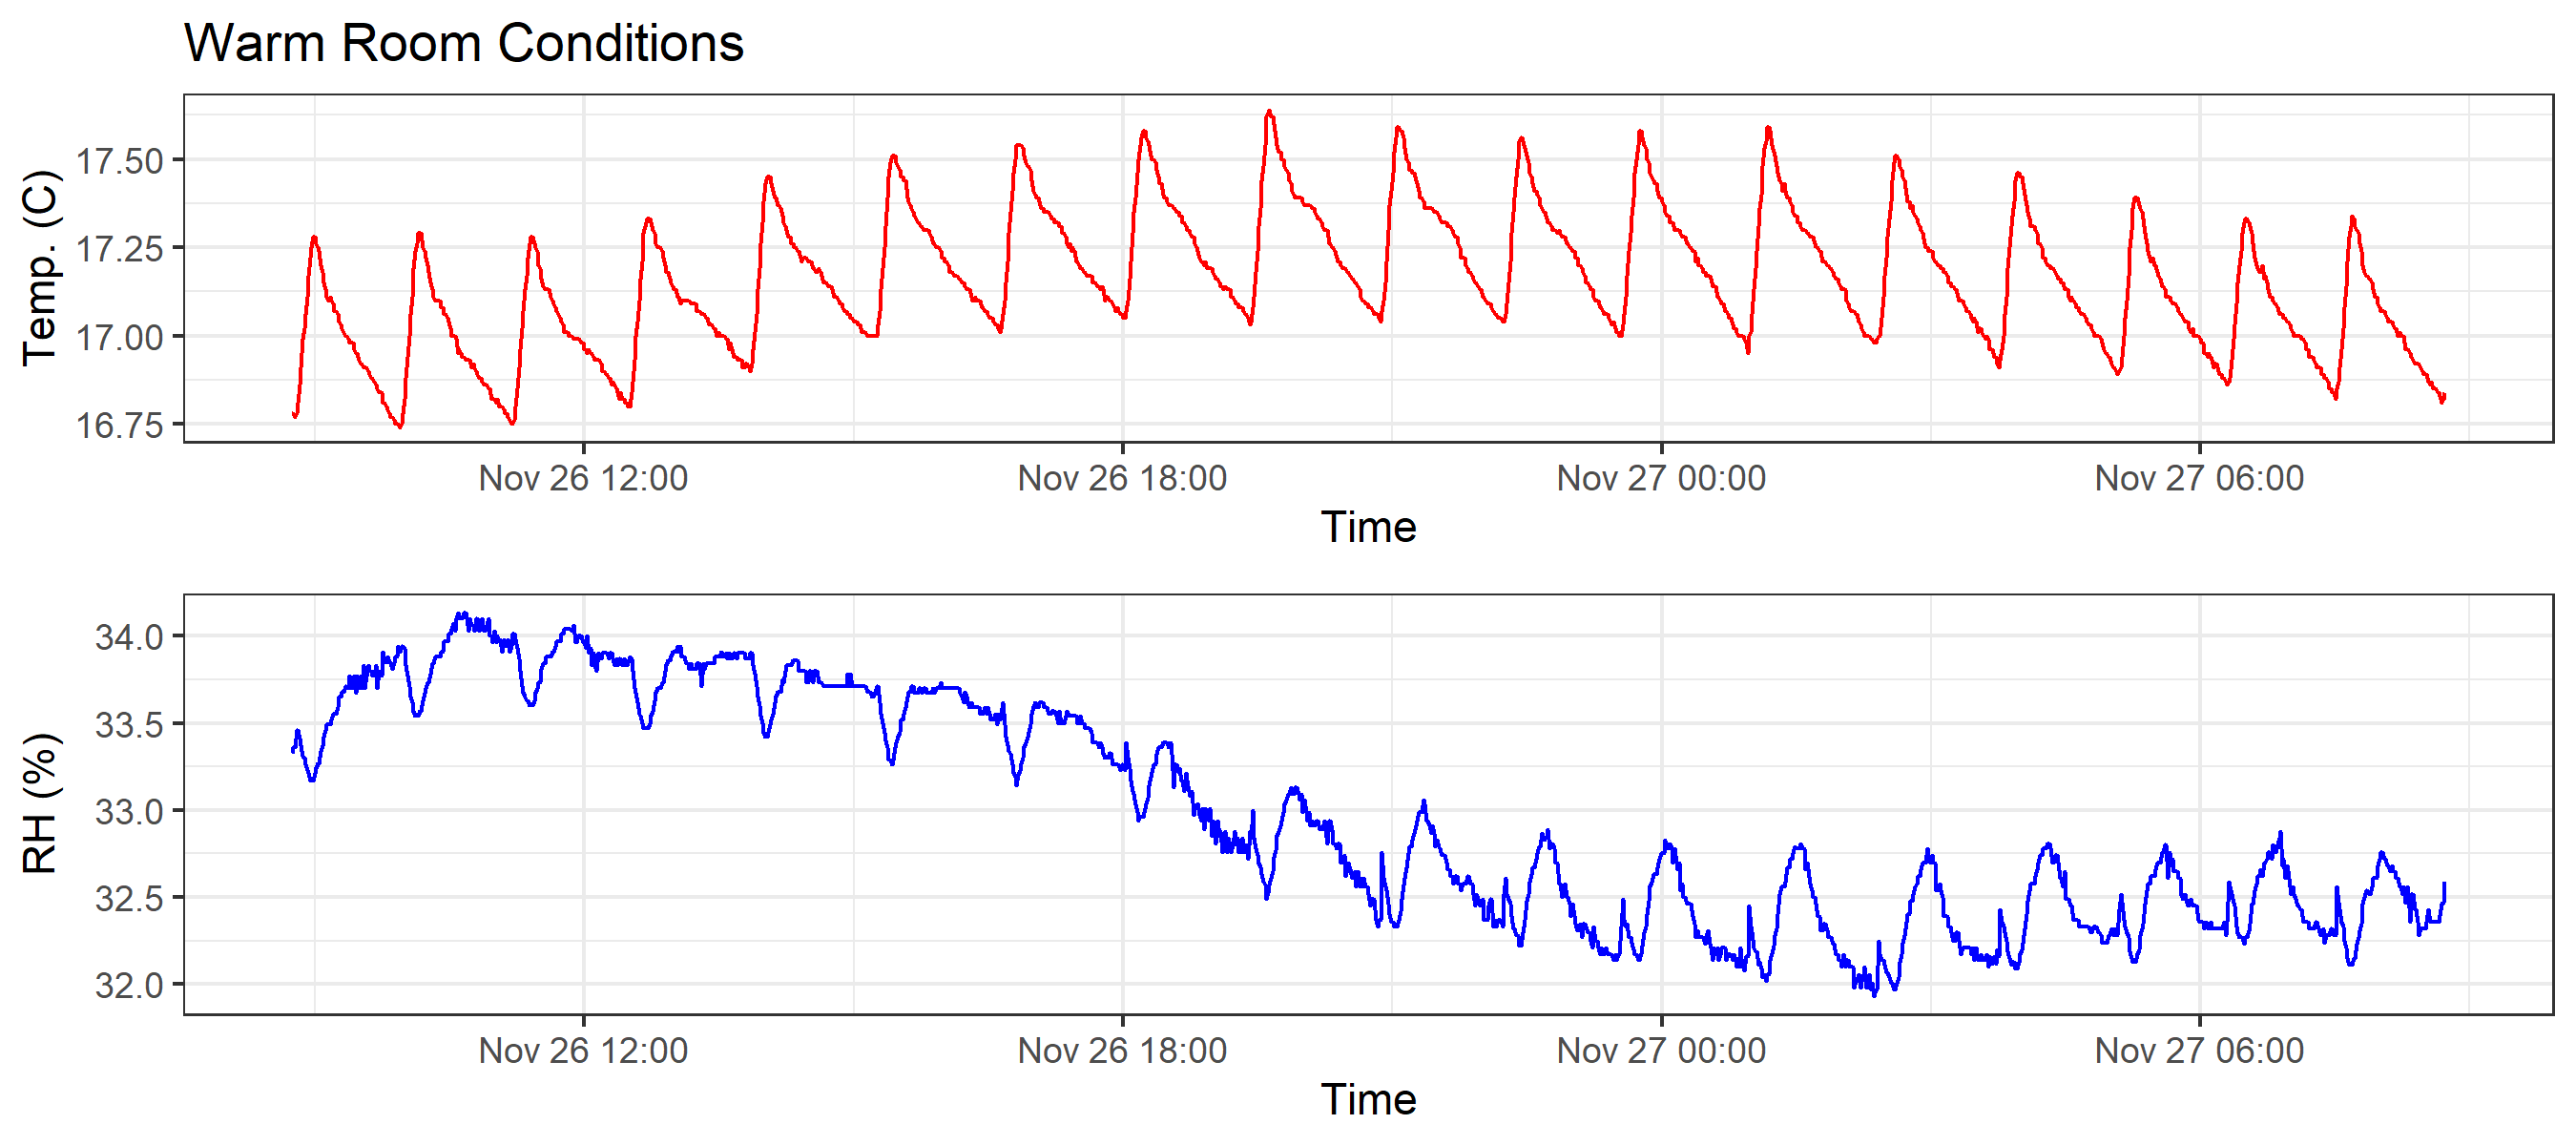 Warm Room Conditions
Temp. (C)
17.50
17.25
17.00
16.75
Nov 26 12:00 Nov 26 18:00 Nov 27 00:00 Nov 27 06:00
Time
RH (%)
34.0
33.5
33.0
32.5
32.0
Nov 26 12:00 Nov 26 18:00 Nov 27 00:00 Nov 27 06:00
Time